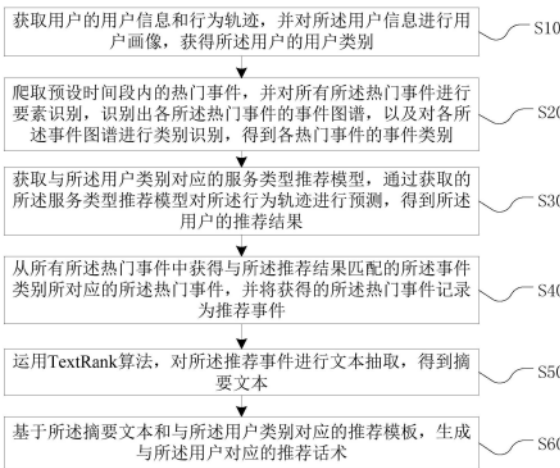 获取用户的用户信息和行为轨迹，并对所述用户信息进行用
户画像，获得所述用户的用户类别
S10
爬取预设时间段内的热门事件，并对所有所述热门事件进行
要素识别，识别出各所述热门事件的事件图谱，以及对各所
述事件图谱进行类别识别，得到各热门事件的事件类别
S20
获取与所述用户类别对应的服务类型推荐模型，通过获取的
所述服务类型推荐模型对所述行为轨迹进行预测，得到所述
用户的推荐结果
S30
从所有所述热门事件中获得与所述推荐结果匹配的所述事件
类别所对应的所述热门事件，并将获得的所述热门事件记录
为推荐事件
S40
运用TextRank算法，对所述推荐事件进行文本抽取，得到摘
要文本
S50
基于所述摘要文本和与所述用户类别对应的推荐模板，生成
与所述用户对应的推荐话术
S60